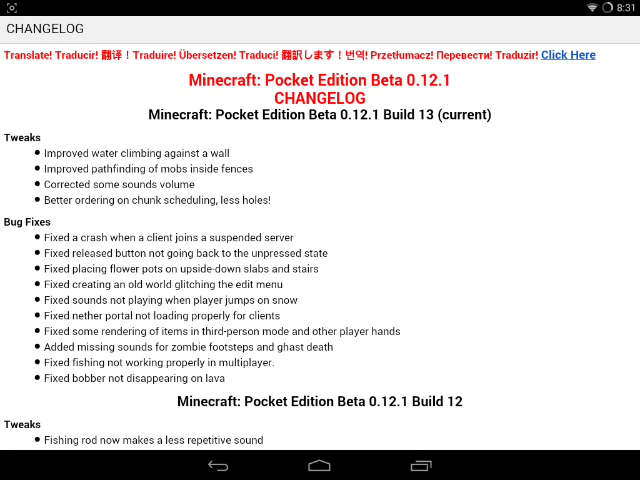 8:31
CHANGELOG
Translate! Traducir! 翻译！Traduire! Übersetzen! Traduci! 翻訳します！번역! Przetłumacz! Перевести! Traduzir! Click Here
Minecraft: Pocket Edition Beta 0.12.1
CHANGELOG
Minecraft: Pocket Edition Beta 0.12.1 Build 13 (current)
Tweaks
● Improved water climbing against a wall
● Improved pathfinding of mobs inside fences
● Corrected some sounds volume
● Better ordering on chunk scheduling, less holes!
Bug Fixes
● Fixed a crash when a client joins a suspended server
● Fixed released button not going back to the unpressed state
● Fixed placing flower pots on upside-down slabs and stairs
● Fixed creating an old world glitching the edit menu
● Fixed sounds not playing when player jumps on snow
● Fixed nether portal not loading properly for clients
● Fixed some rendering of items in third-person mode and other player hands
● Added missing sounds for zombie footsteps and ghast death
● Fixed fishing not working properly in multiplayer.
● Fixed bobber not disappearing on lava
Minecraft: Pocket Edition Beta 0.12.1 Build 12
Tweaks
● Fishing rod now makes a less repetitive sound